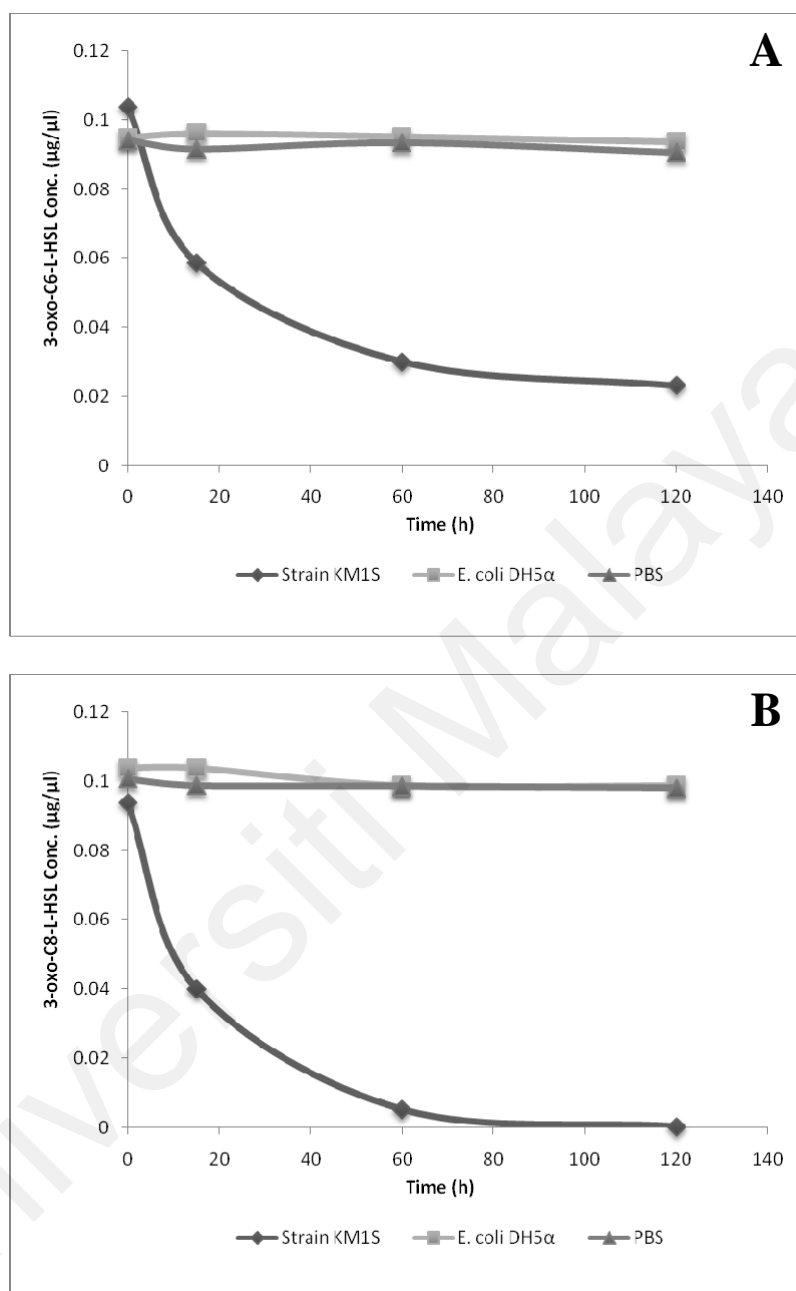 A
0.12
0.1
0.08
0.06
0.04
0.02
0
3-oxo-C6-L-HSL Conc. (µg/µl)
0 20 40 60 80 100 120 140
Time (h)
Strain KM1S E. coli DH5α PBS
B
0.12
0.1
0.08
0.06
0.04
0.02
0
3-oxo-C8-L-HSL Conc. (µg/µl)
0 20 40 60 80 100 120 140
Time (h)
Strain KM1S E. coli DH5α PBS
niversiti Malaya